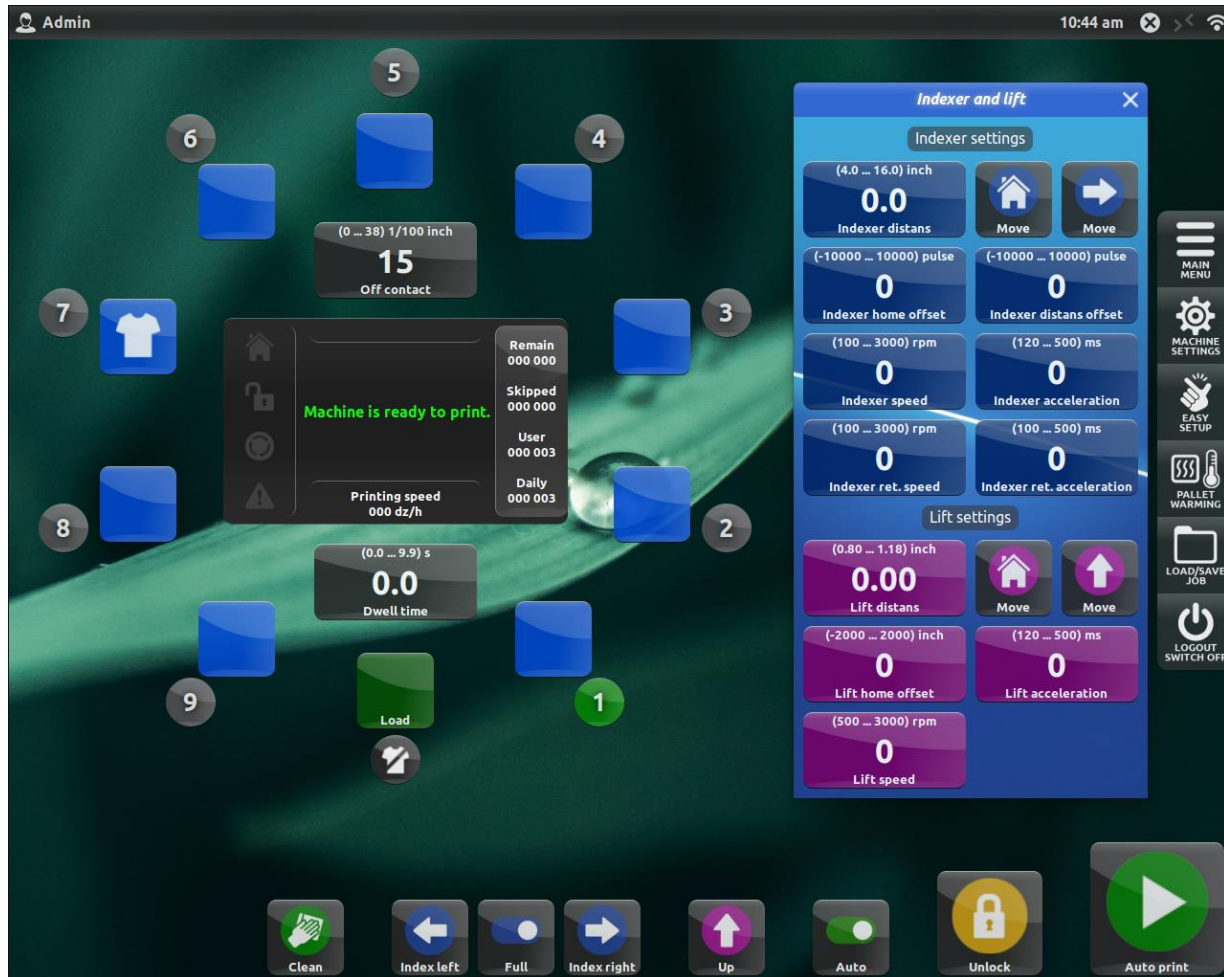 Admin
10:44 am
5
6
4
(0 ... 38) 1/100 inch
15
Off contact
7
3
Machine is ready to print.
Remain
000 000
Skipped
000 000
User
000 003
Daily
000 003
Printing speed
000 dz/h
8
2
(0.0 ... 9.9) s
0.0
Dwell time
9
Load
1
Indexer and lift
Indexer settings
(4.0 ... 16.0) inch
0.0
Indexer distans
Move
Move
(-10000 ... 10000) pulse
0
Indexer home offset
(-10000 ... 10000) pulse
0
Indexer distans offset
(100 ... 3000) rpm
0
Indexer speed
(120 ... 500) ms
0
Indexer acceleration
(100 ... 3000) rpm
0
Indexer ret. speed
(100 ... 500) ms
0
Indexer ret. acceleration
Lift settings
(0.80 ... 1.18) inch
0.00
Lift distans
Move
Move
(-2000 ... 2000) inch
0
Lift home offset
(120 ... 500) ms
0
Lift acceleration
(500 ... 3000) rpm
0
Lift speed
MAIN
MENU
MACHINE
SETTINGS
EASY
SETUP
PALLET
WARMING
LOAD/SAVE
JOB
LOGOUT
SWITCH OFF
Clean
Index left
Full
Index right
Up
Auto
Unlock
Auto print